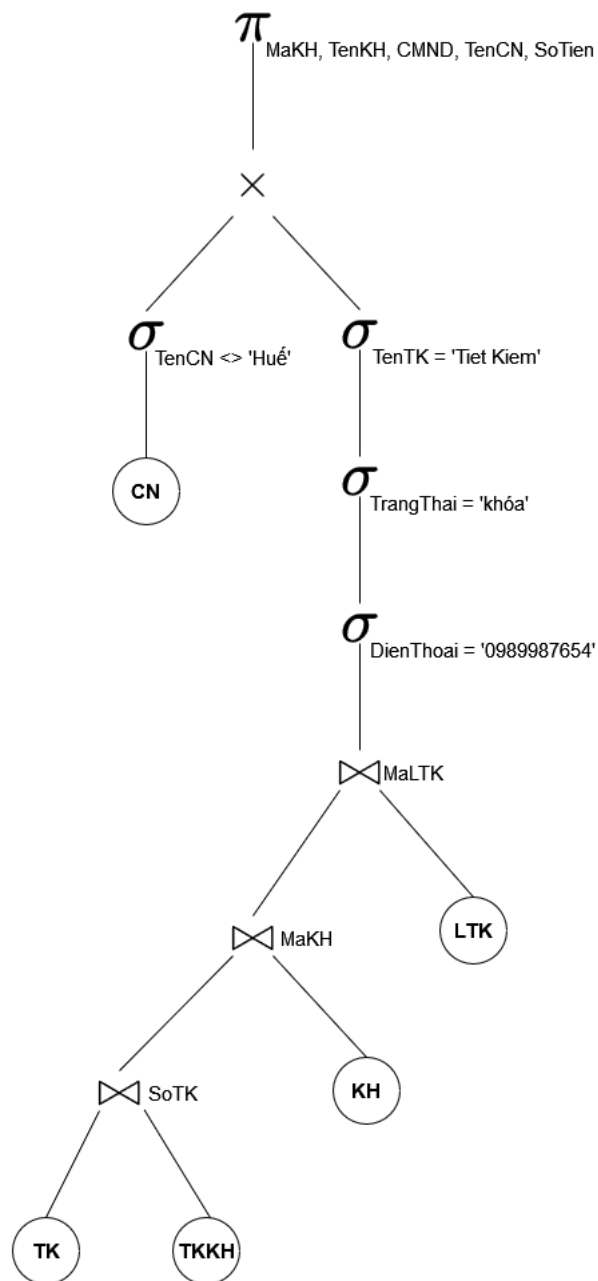 π
MaKH, TenKH, CMND, TenCN, SoTien
×
σ
TenCN <> 'Huế'
σ
TenTK = 'Tiet Kiem'
CN
σ
TrangThai = 'khóa'
σ
DienThoai = '0989987654'
⋈ MaLTK
⋈ MaKH
LTK
⋈ SoTK
KH
TK
TKKH